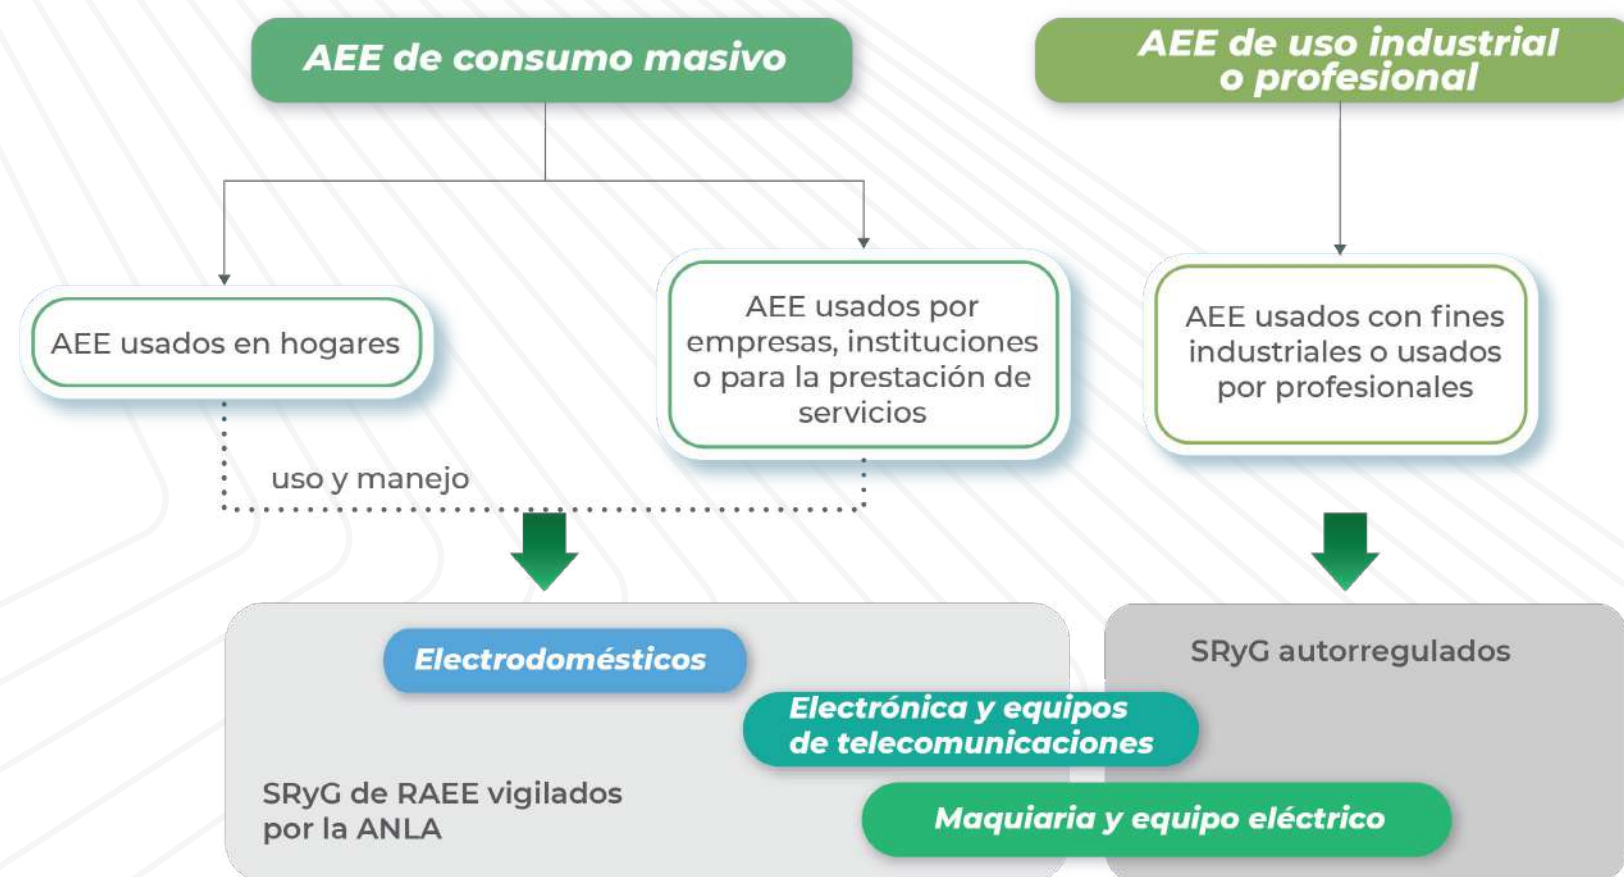 AEE de consumo masivo
AEE de uso industrial
o profesional
AEE usados en hogares
AEE usados por
empresas, instituciones
o para la prestación de
servicios
AEE usados con fines
industriales o usados
por profesionales
uso y manejo
Electrodomésticos
SRyG autorregulados
Electrónica y equipos
de telecomunicaciones
SRyG de RAEE vigilados
por la ANLA
Maquiaria y equipo eléctrico